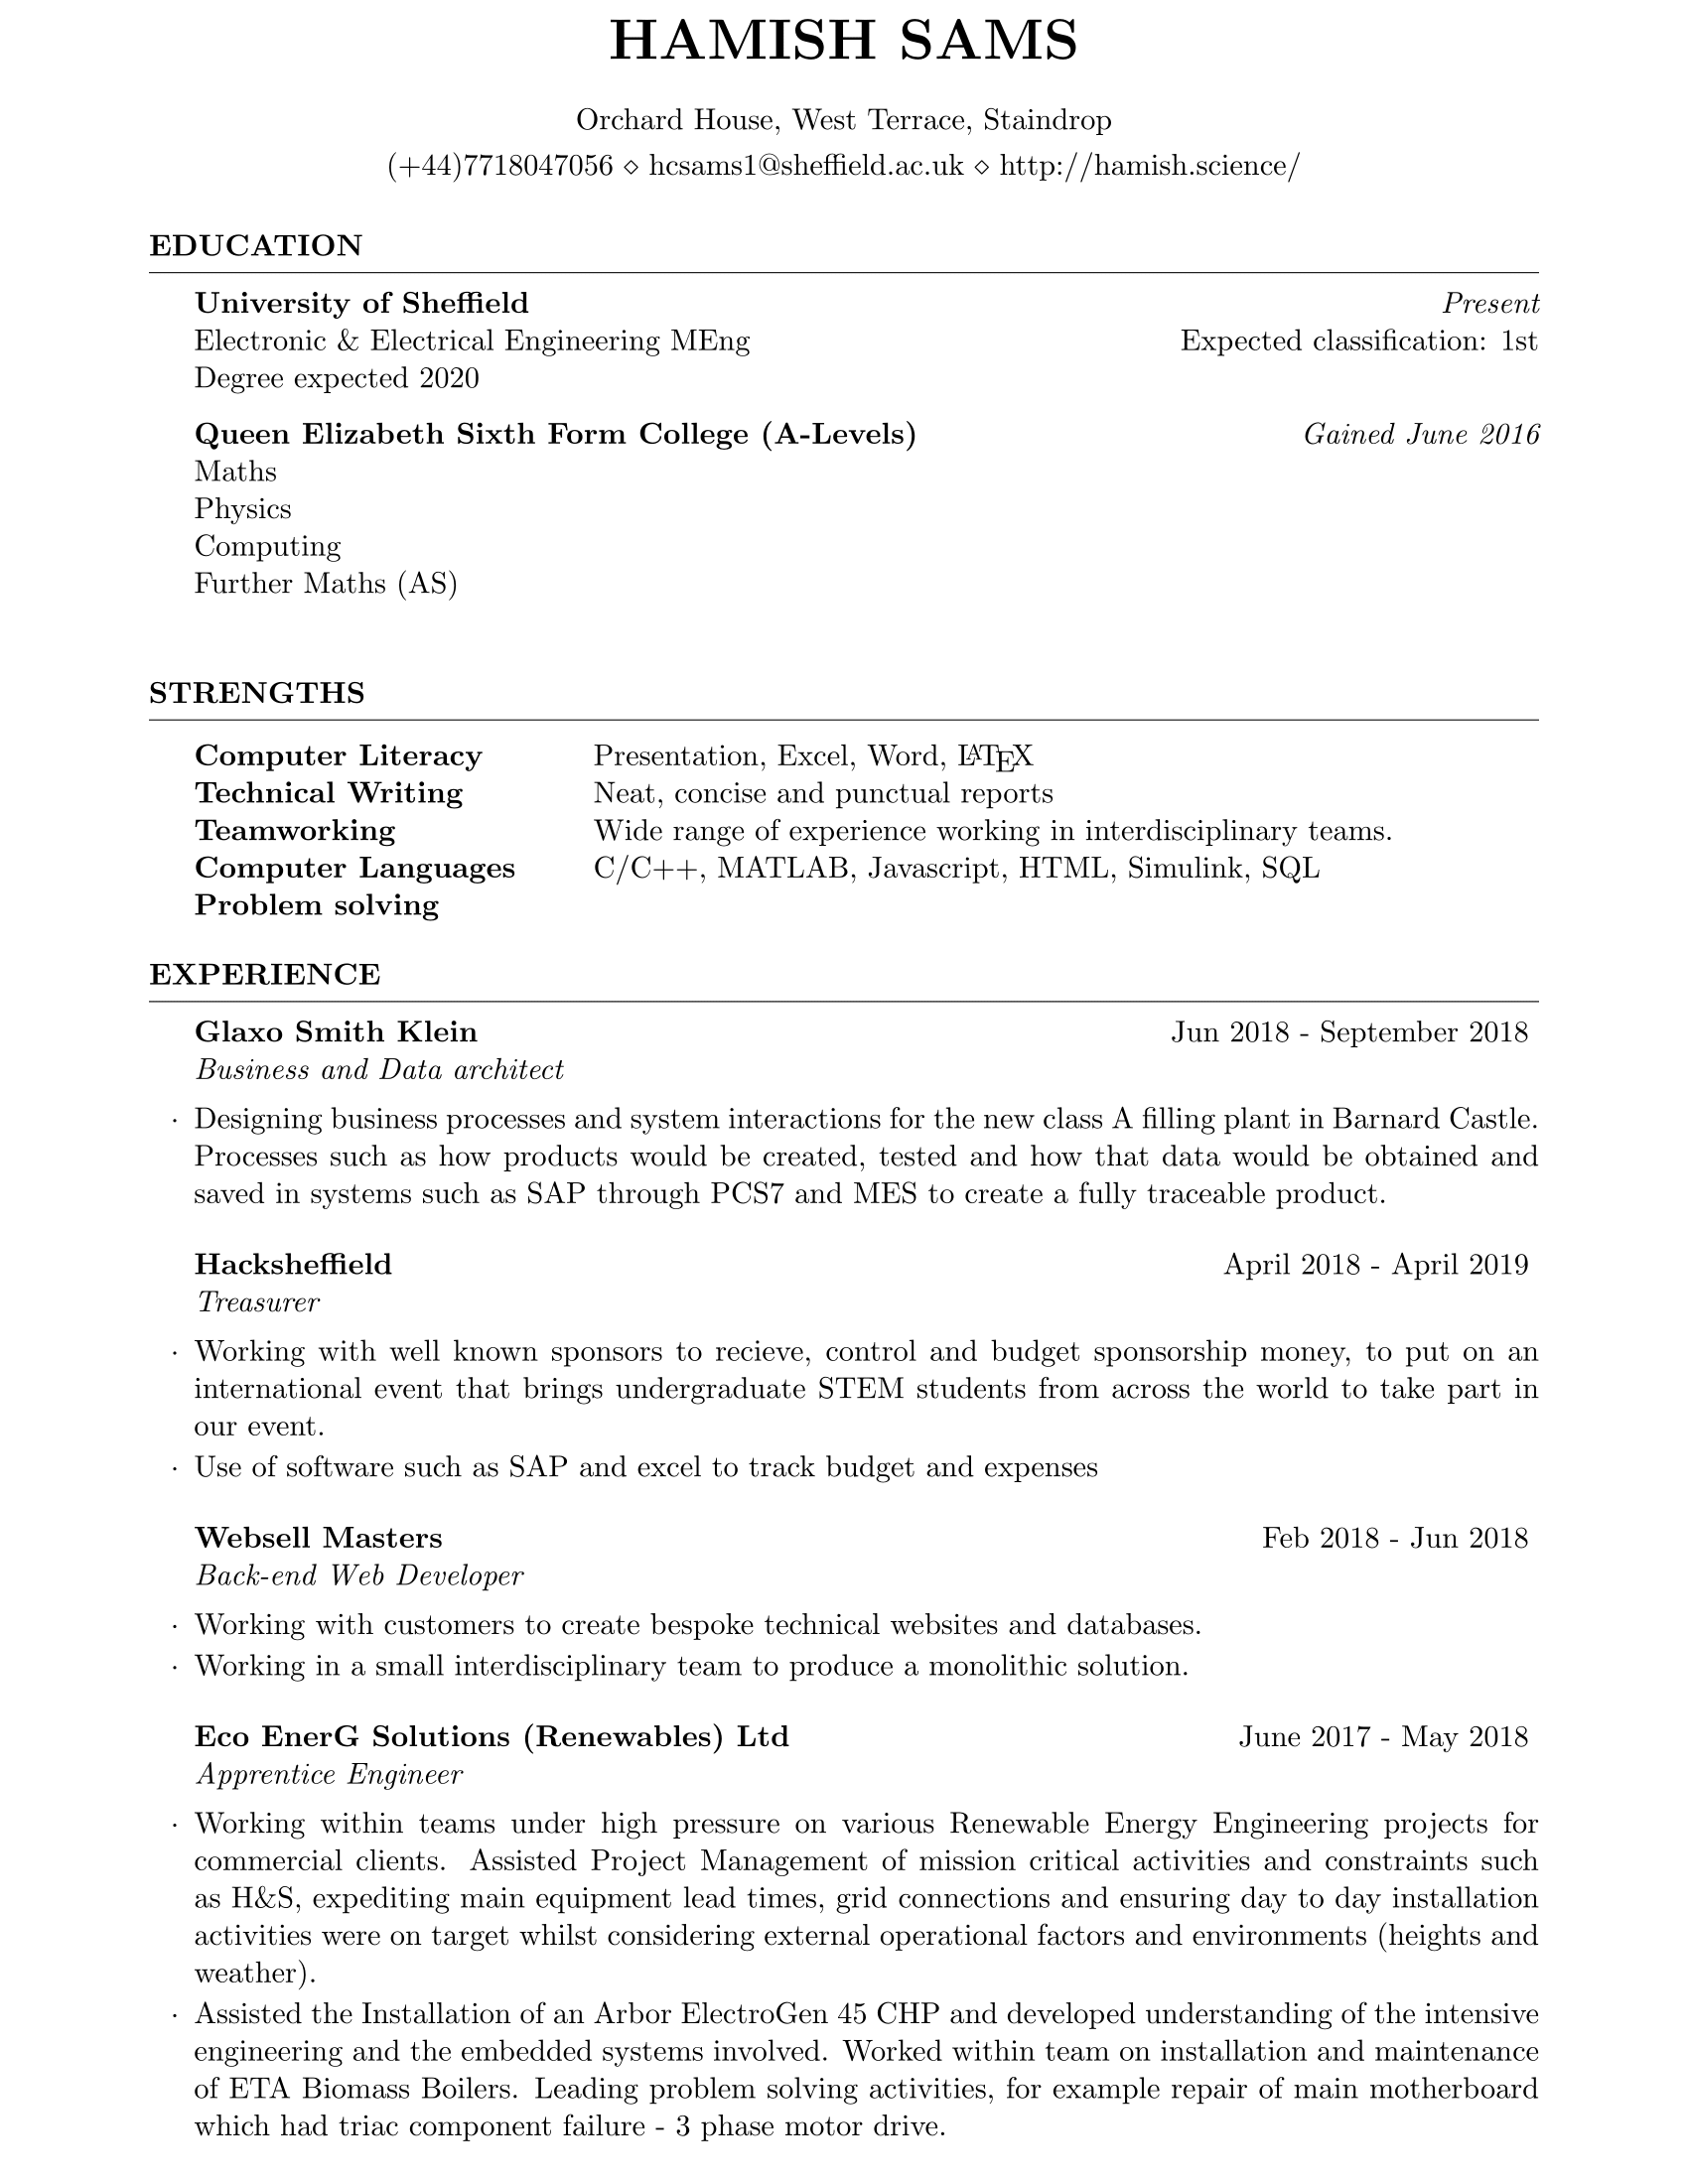 HAMISH SAMS
Orchard House, West Terrace, Staindrop
(+44)7718047056 ⋄ hcsams1@sheffield.ac.uk ⋄ http://hamish.science/
EDUCATION
University of Sheffield Present
Electronic & Electrical Engineering MEng Expected classification: 1st
Degree expected 2020
Queen Elizabeth Sixth Form College (A-Levels) Gained June 2016
Maths
Physics
Computing
Further Maths (AS)
STRENGTHS
Computer Literacy Presentation, Excel, Word, LATEX
Technical Writing Neat, concise and punctual reports
Teamworking Wide range of experience working in interdisciplinary teams.
Computer Languages C/C++, MATLAB, Javascript, HTML, Simulink, SQL
Problem solving
EXPERIENCE
Glaxo Smith Klein Jun 2018 - September 2018
Business and Data architect
· Designing business processes and system interactions for the new class A filling plant in Barnard Castle.
Processes such as how products would be created, tested and how that data would be obtained and
saved in systems such as SAP through PCS7 and MES to create a fully traceable product.
Hacksheffield April 2018 - April 2019
Treasurer
· Working with well known sponsors to recieve, control and budget sponsorship money, to put on an
international event that brings undergraduate STEM students from across the world to take part in
our event.
· Use of software such as SAP and excel to track budget and expenses
Websell Masters Feb 2018 - Jun 2018
Back-end Web Developer
· Working with customers to create bespoke technical websites and databases.
· Working in a small interdisciplinary team to produce a monolithic solution.
Eco EnerG Solutions (Renewables) Ltd June 2017 - May 2018
Apprentice Engineer
· Working within teams under high pressure on various Renewable Energy Engineering projects for
commercial clients. Assisted Project Management of mission critical activities and constraints such
as H&S, expediting main equipment lead times, grid connections and ensuring day to day installation
activities were on target whilst considering external operational factors and environments (heights and
weather).
· Assisted the Installation of an Arbor ElectroGen 45 CHP and developed understanding of the intensive
engineering and the embedded systems involved. Worked within team on installation and maintenance
of ETA Biomass Boilers. Leading problem solving activities, for example repair of main motherboard
which had triac component failure - 3 phase motor drive.